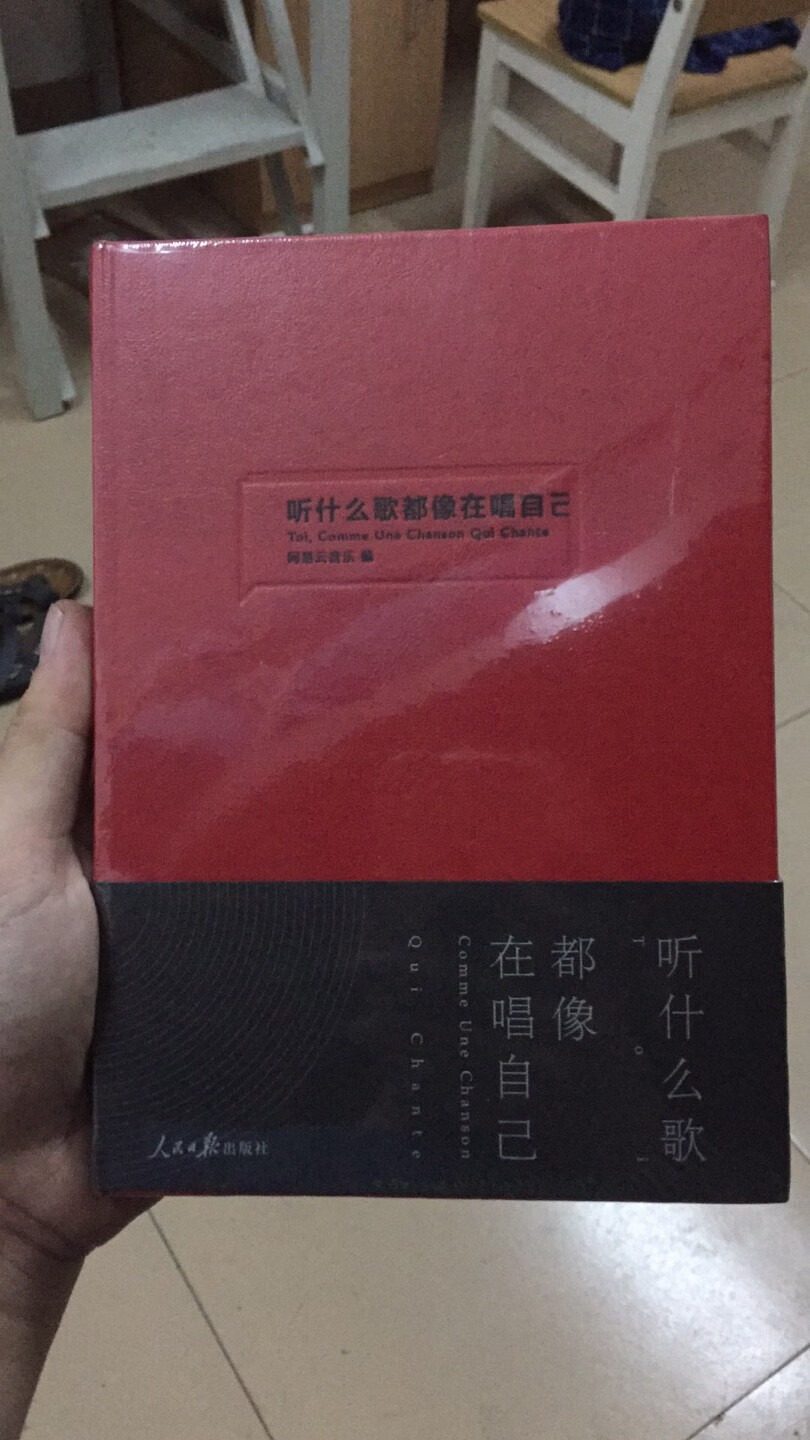 听什么歌都像在唱自己
Toi, Comme Une Chanson Qui Chante
网易云音乐 编
听什么歌
T o i
都像
在唱自己
Comme Une Chanson
Qui Chante
人民日报出版社